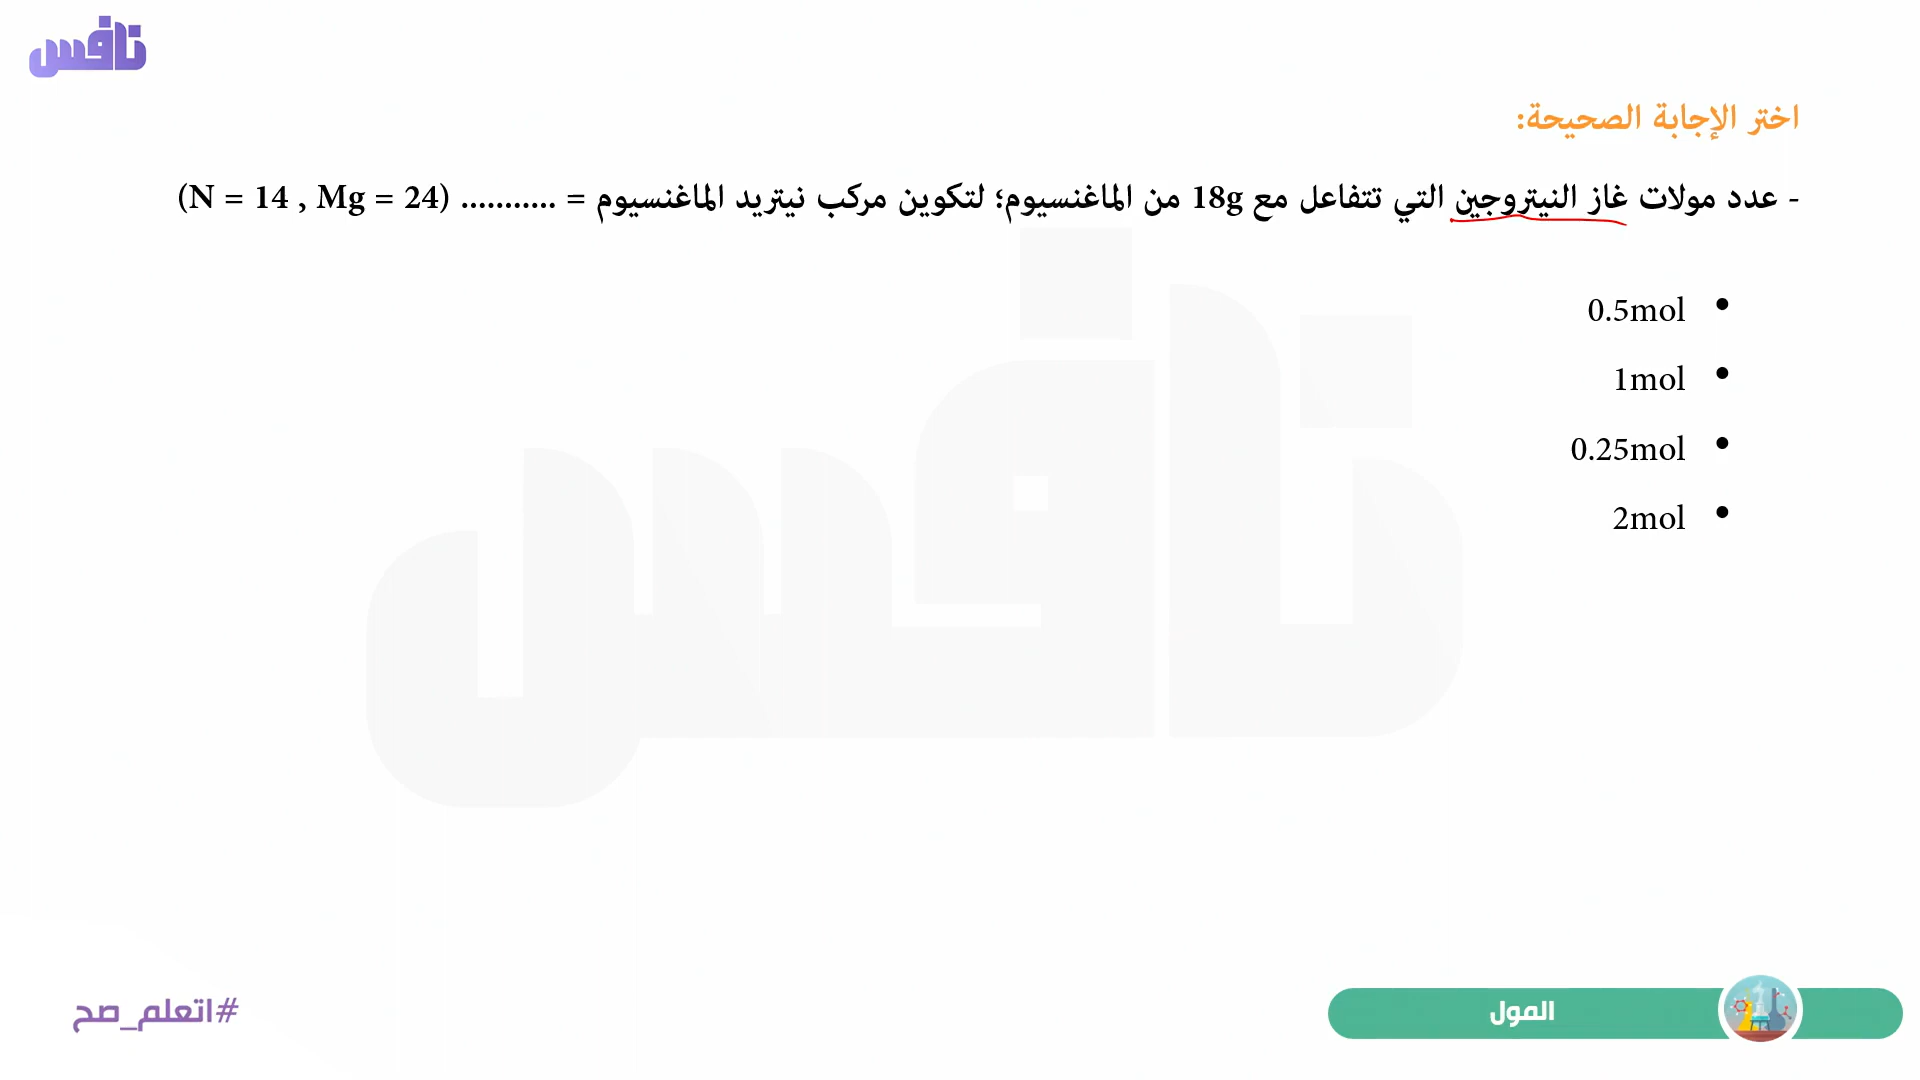 نافس
اختر الإجابة الصحيحة:
- عدد مولات غاز النيتروجين التي تتفاعل مع 18g من الماغنسيوم؛ لتكوين مركب نيتريد الماغنسيوم = ........... (N = 14 , Mg = 24)
• 0.5mol
• 1mol
• 0.25mol
• 2mol
نافس
المول
#اتعلم_صح